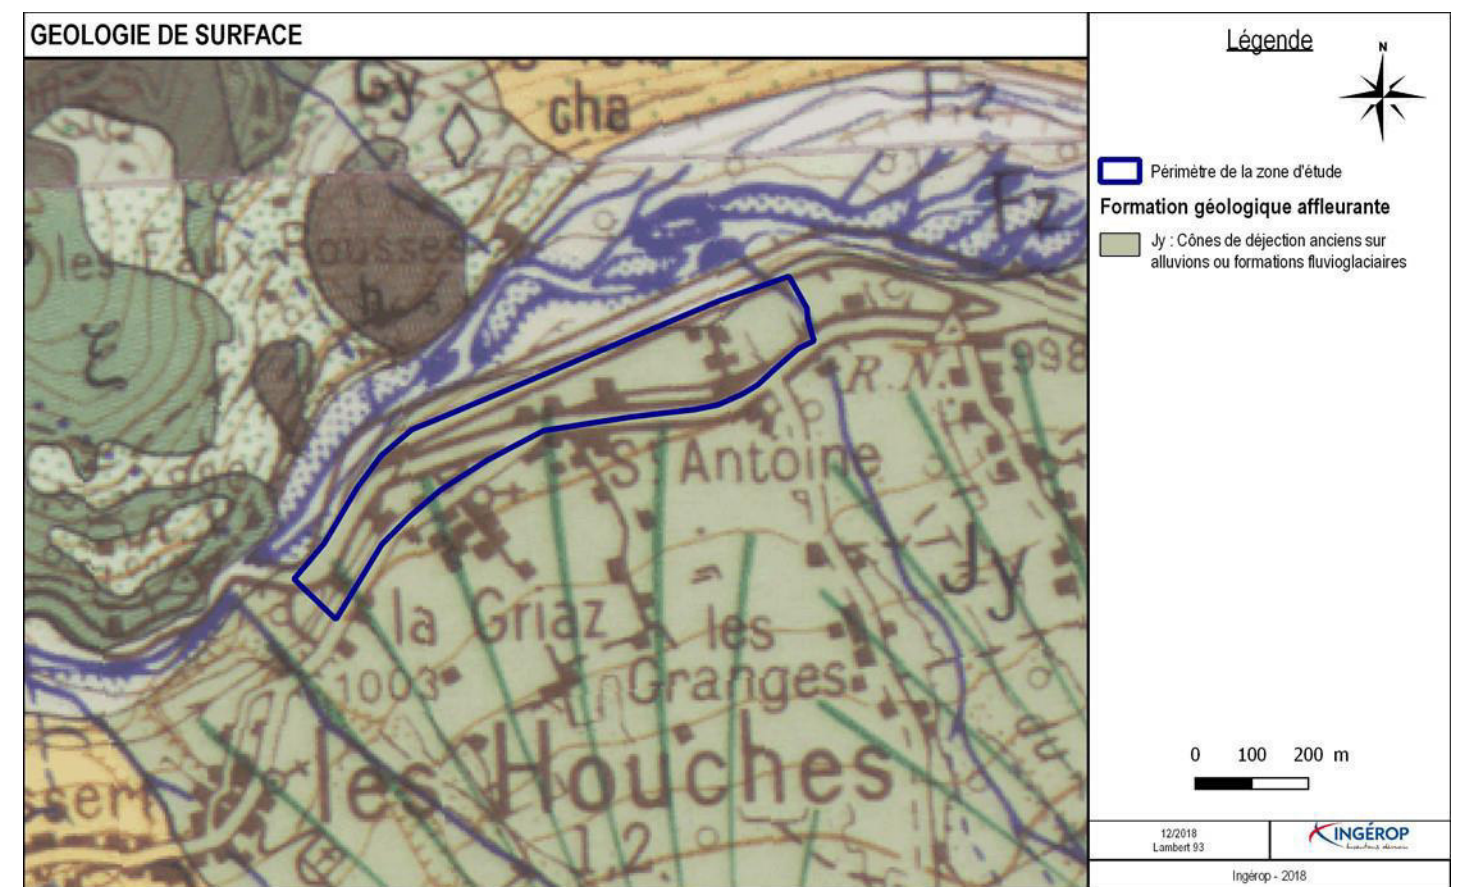 GEOLOGIE DE SURFACE
Légende
N
Périmètre de la zone d'étude
Formation géologique affleurante
Jy : Cônes de déjection anciens sur
alluvions ou formations fluvioglaciaires
Gy
cha
Fz
Fz
les Faux Rousses
h
ξ
R.N.
998
St Antoine
Jy
la Griaz
les
Granges
1003
les Houches
12
0 100 200 m
12/2018
Lambert 93
INGÉROP
Ingérop - 2018